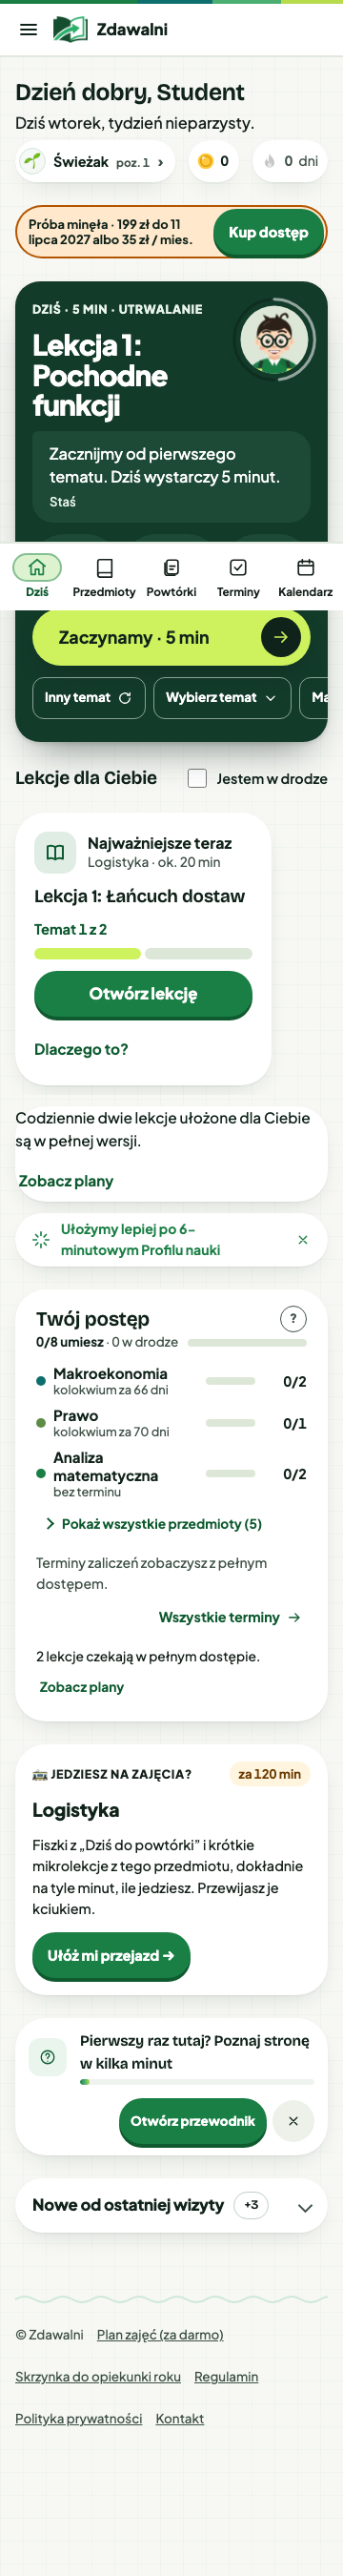 Zdawalni
Dzień dobry, Student
Dziś wtorek, tydzień nieparzysty.
Świeżak poz. 1 ›
0
0 dni
Próba minęła · 199 zł do 11
lipca 2027 albo 35 zł / mies.
Kup dostęp
DZIŚ · 5 MIN · UTRWALANIE
Lekcja 1:
Pochodne
funkcji
Zacznijmy od pierwszego
tematu. Dziś wystarczy 5 minut.
Staś
Dziś
Przedmioty
Powtórki
Terminy
Kalendarz
Zaczynamy · 5 min
Inny temat
Wybierz temat
Lekcje dla Ciebie
Jestem w drodze
Najważniejsze teraz
Logistyka · ok. 20 min
Lekcja 1: Łańcuch dostaw
Temat 1 z 2
Otwórz lekcję
Dlaczego to?
Codziennie dwie lekcje ułożone dla Ciebie
są w pełnej wersji.
Zobacz plany
Ułożymy lepiej po 6-
minutowym Profilu nauki
Twój postęp
?
0/8 umiesz · 0 w drodze
Makroekonomia
kolokwium za 66 dni
0/2
Prawo
kolokwium za 70 dni
0/1
Analiza
matematyczna
bez terminu
0/2
Pokaż wszystkie przedmioty (5)
Terminy zaliczeń zobaczysz z pełnym
dostępem.
Wszystkie terminy →
2 lekcje czekają w pełnym dostępie.
Zobacz plany
JEDZIESZ NA ZAJĘCIA?
za 120 min
Logistyka
Fiszki z „Dziś do powtórki” i krótkie
mikrolekcje z tego przedmiotu, dokładnie
na tyle minut, ile jedziesz. Przewijasz je
kciukiem.
Ułóż mi przejazd →
Pierwszy raz tutaj? Poznaj stronę
w kilka minut
Otwórz przewodnik
Nowe od ostatniej wizyty
+3
© Zdawalni Plan zajęć (za darmo)
Skrzynka do opiekunki roku Regulamin
Polityka prywatności Kontakt